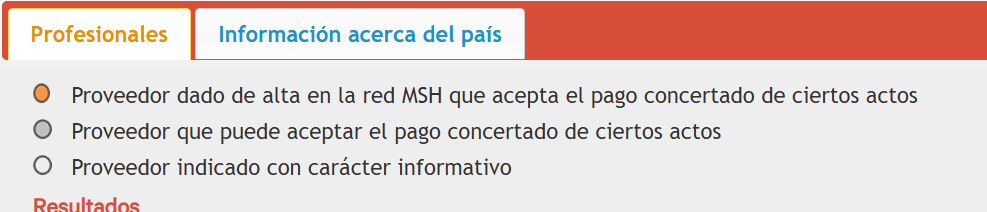 Profesionales
Información acerca del país
Proveedor dado de alta en la red MSH que acepta el pago concertado de ciertos actos
Proveedor que puede aceptar el pago concertado de ciertos actos
Proveedor indicado con carácter informativo
Resultados